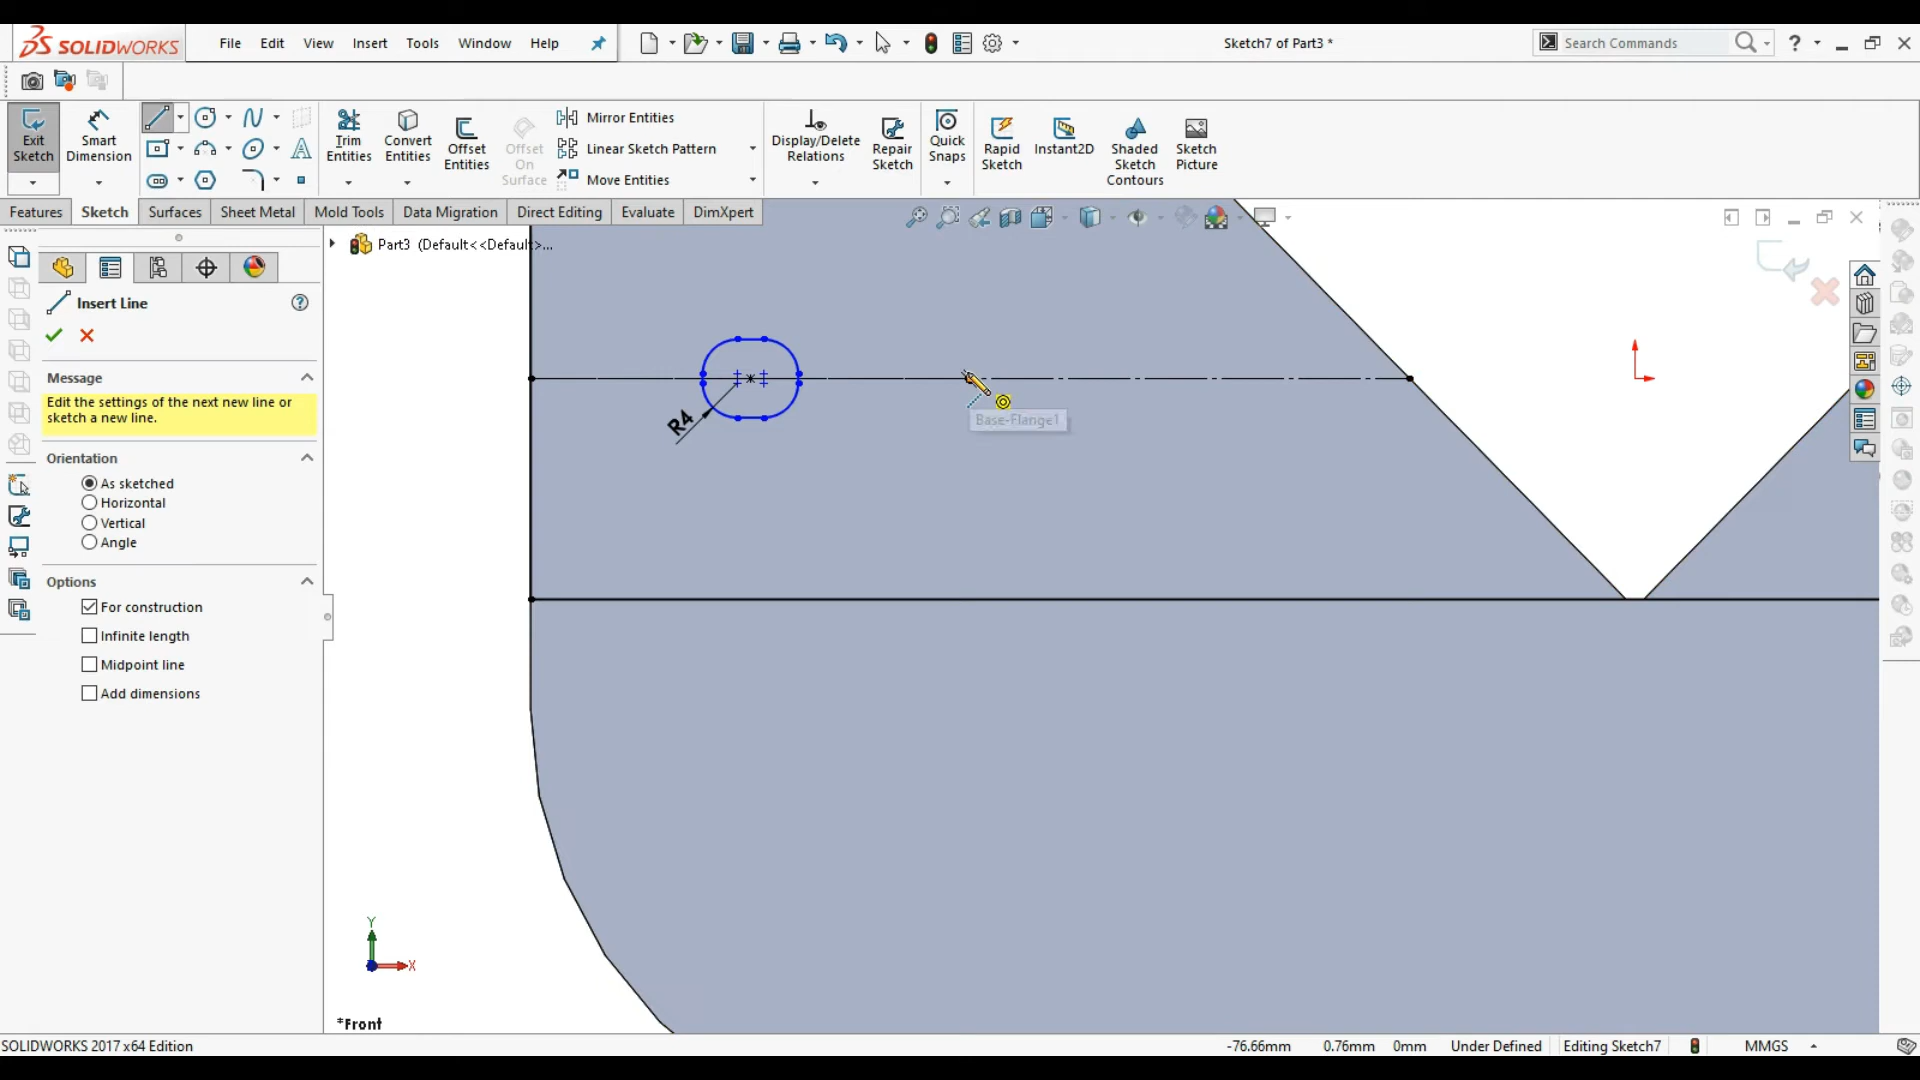 SOLIDWORKS File Edit View Insert Tools Window Help Sketch7 of Part3 * Search Commands ?
Exit Sketch
Smart Dimension
Trim Entities
Convert Entities
Offset Entities
Offset On Surface
Mirror Entities
Linear Sketch Pattern
Move Entities
Display/Delete Relations
Repair Sketch
Quick Snaps
Rapid Sketch
Instant2D
Shaded Sketch Contours
Sketch Picture
Features Sketch Surfaces Sheet Metal Mold Tools Data Migration Direct Editing Evaluate DimXpert
Part3 (Default<<Default>...
Insert Line ?
Message
Edit the settings of the next new line or
sketch a new line.
Orientation
As sketched
Horizontal
Vertical
Angle
Options
For construction
Infinite length
Midpoint line
Add dimensions
R4
Base-Flange1
Y
X
*Front
SOLIDWORKS 2017 x64 Edition -76.66mm 0.76mm 0mm Under Defined Editing Sketch7 MMGS